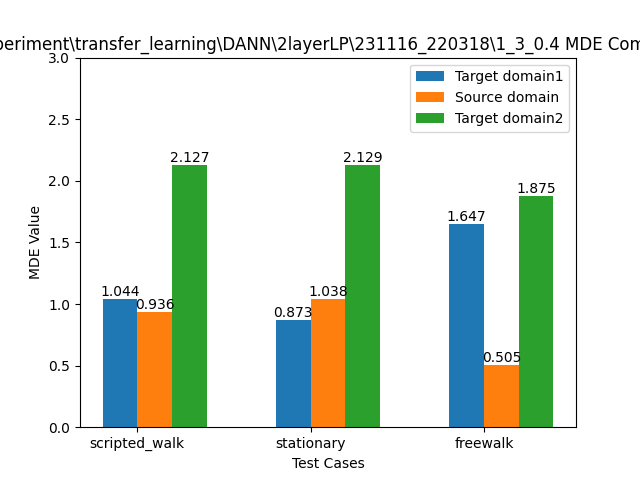 periment\transfer_learning\DANN\2layerLP\231116_220318\1_3_0.4 MDE Com
3.0
2.5
2.0
1.5
1.0
0.5
0.0
MDE Value
Target domain1
Source domain
Target domain2
1.044
0.936
2.127
0.873
1.038
2.129
1.647
0.505
1.875
scripted_walk
stationary
freewalk
Test Cases